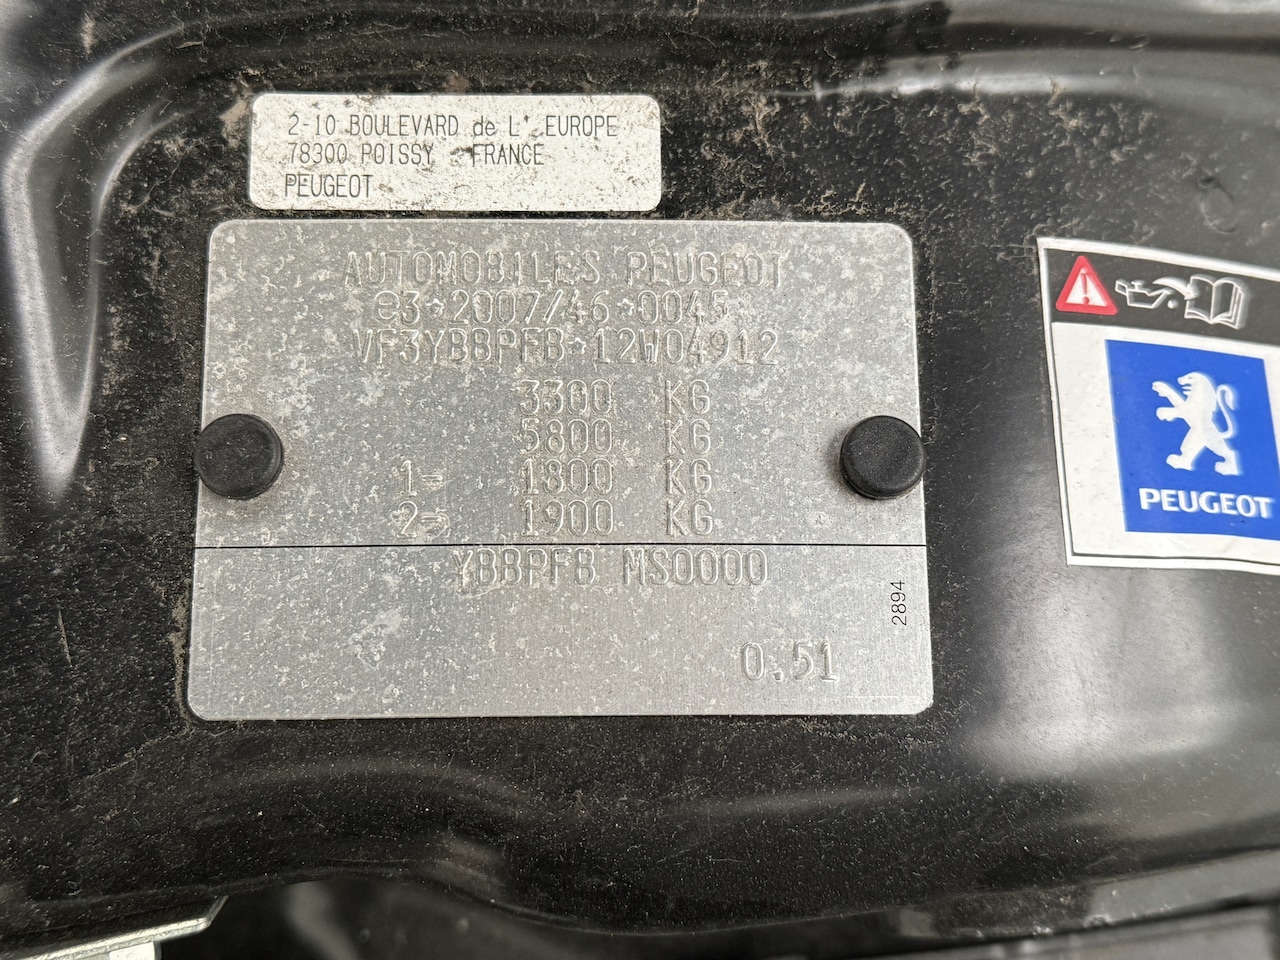 2-10 BOULEVARD de L' EUROPE
78300 POISSY - FRANCE
PEUGEOT
AUTOMOBILES PEUGEOT
e3*2007/46*0045*
VF3YBBPFB 12W04912
3300 KG
5800 KG
1- 1800 KG
2- 1900 KG
YBBPFB MS0000
2894
0.51
PEUGEOT